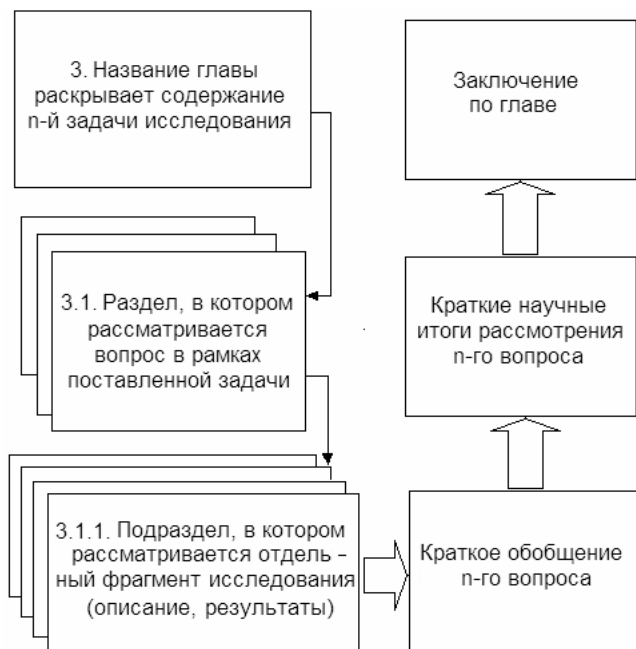 3. Название главы
раскрывает содержание
n-й задачи исследования
3.1. Раздел, в котором
рассматривается
вопрос в рамках
поставленной задачи
3.1.1. Подраздел, в котором
рассматривается отдель –
ный фрагмент исследования
(описание, результаты)
Краткое обобщение
n-го вопроса
Краткие научные
итоги рассмотрения
n-го вопроса
Заключение
по главе